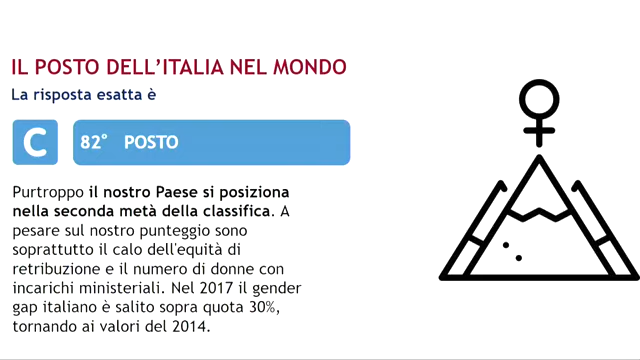 IL POSTO DELL'ITALIA NEL MONDO
La risposta esatta è
C
82° POSTO
Purtroppo il nostro Paese si posiziona
nella seconda metà della classifica. A
pesare sul nostro punteggio sono
soprattutto il calo dell'equità di
retribuzione e il numero di donne con
incarichi ministeriali. Nel 2017 il gender
gap italiano è salito sopra quota 30%,
tornando ai valori del 2014.